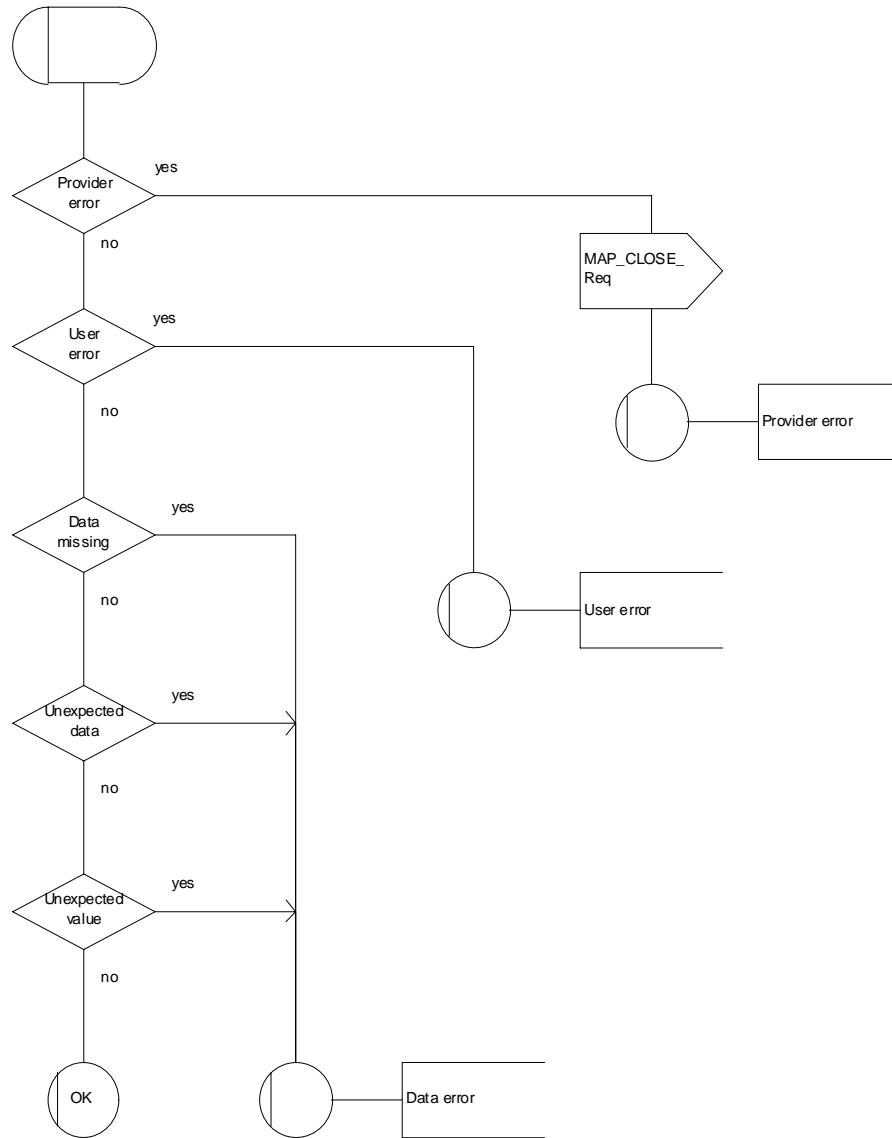 yes
Provider
error
no
MAP_CLOSE_
Req
yes
User
error
no
Provider error
yes
Data
missing
no
User error
yes
Unexpected
data
no
yes
Unexpected
value
no
OK
Data error